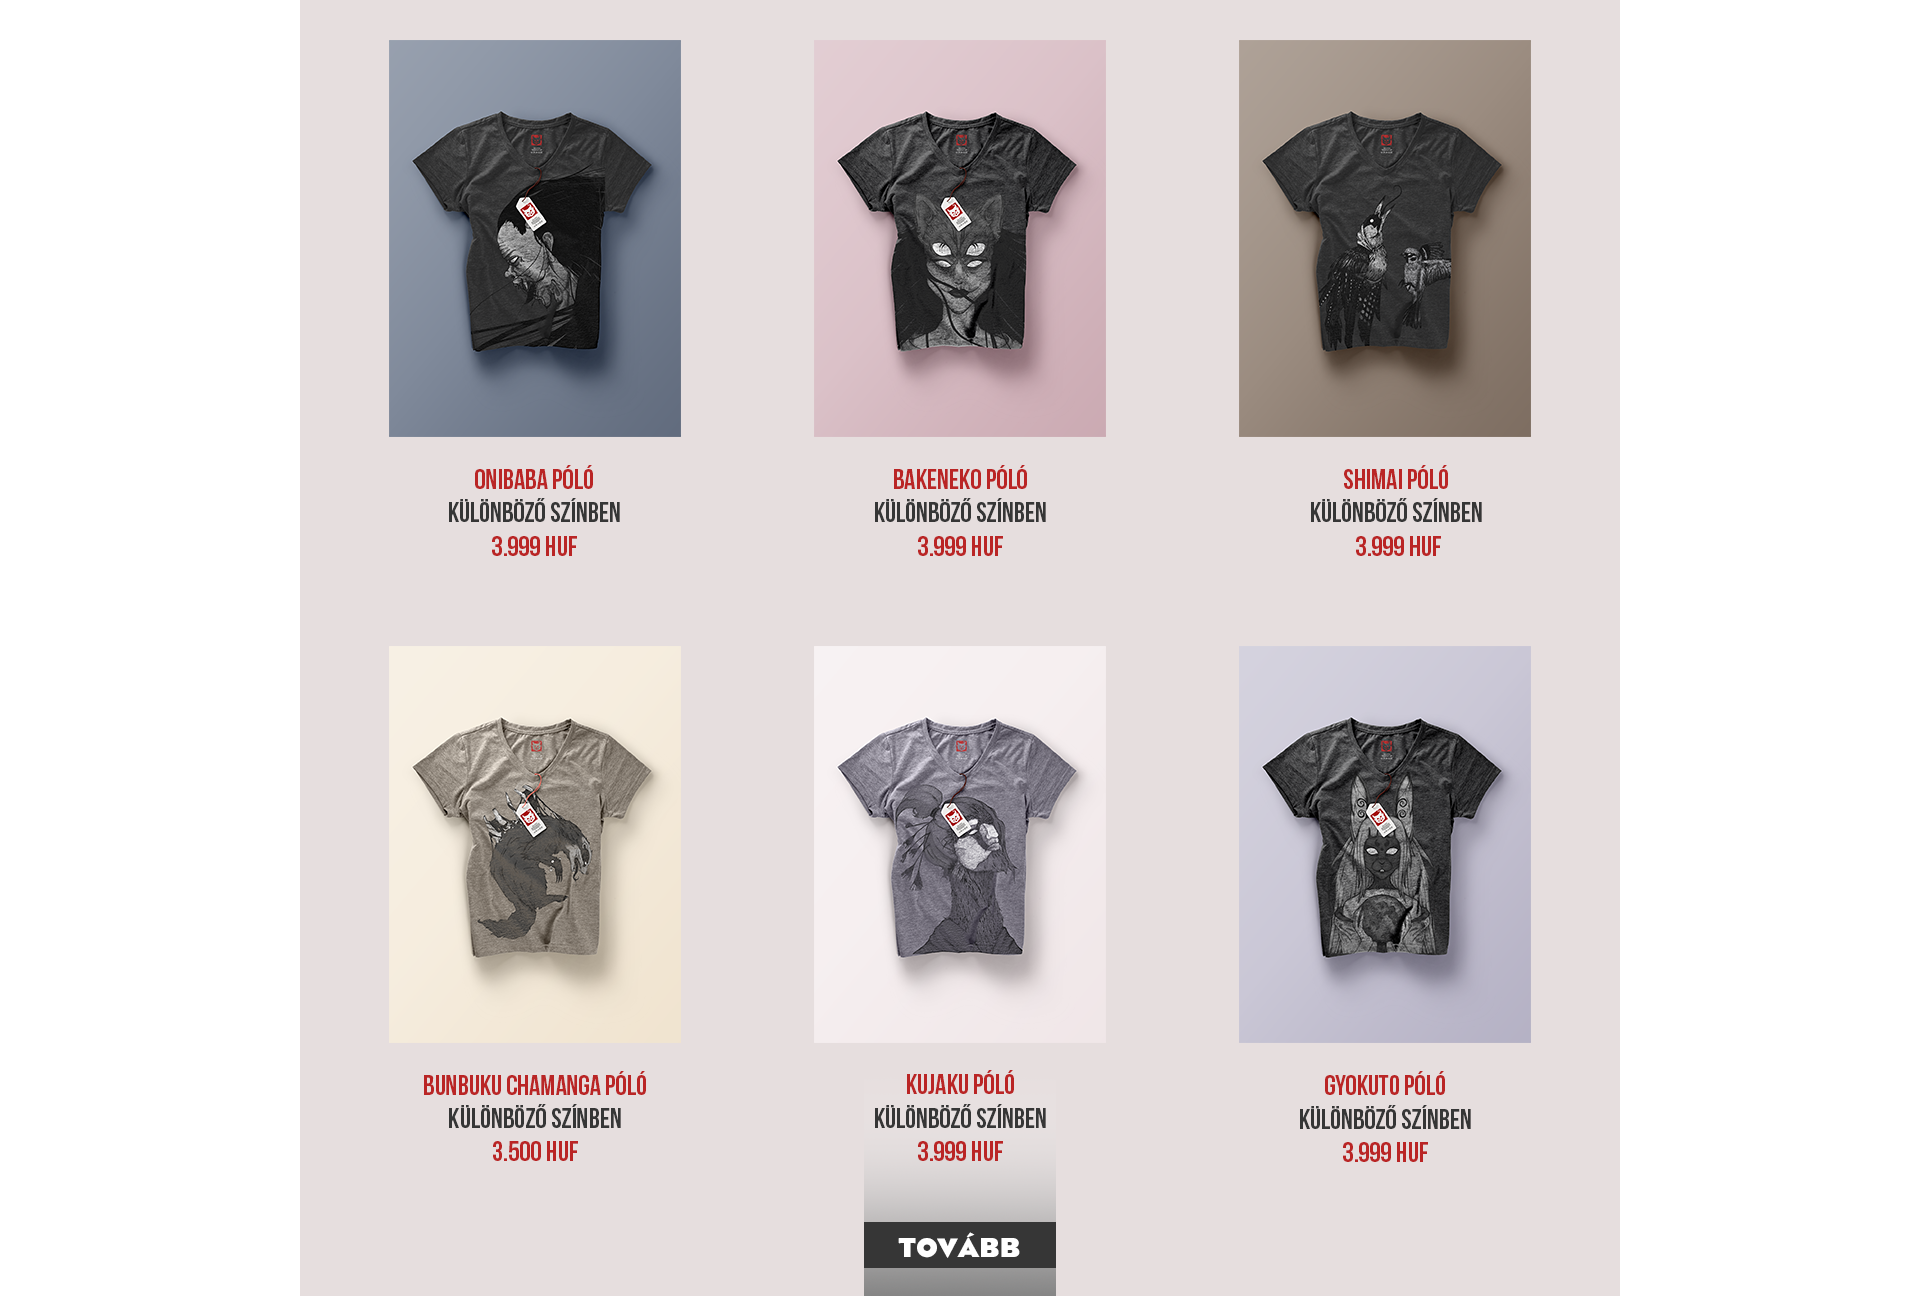 ONIBABA PÓLÓ
KÜLÖNBÖZŐ SZÍNBEN
3.999 HUF
BAKENEKO PÓLÓ
KÜLÖNBÖZŐ SZÍNBEN
3.999 HUF
SHIMAI PÓLÓ
KÜLÖNBÖZŐ SZÍNBEN
3.999 HUF
BUNBUKU CHAMANGA PÓLÓ
KÜLÖNBÖZŐ SZÍNBEN
3.500 HUF
KUJAKU PÓLÓ
KÜLÖNBÖZŐ SZÍNBEN
3.999 HUF
GYOKUTO PÓLÓ
KÜLÖNBÖZŐ SZÍNBEN
3.999 HUF
TOVÁBB